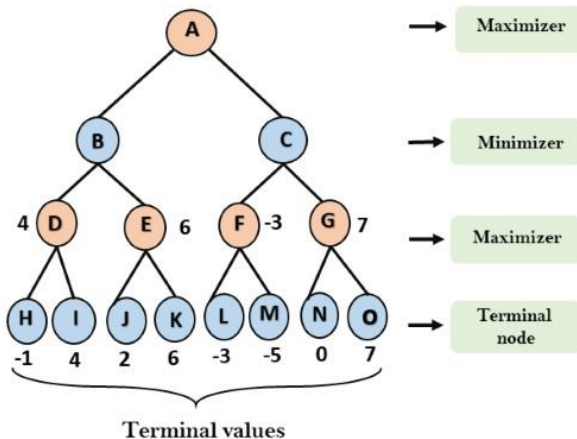 A
Maximizer
B
C
Minimizer
4
D
E
6
F
-3
G
7
Maximizer
H
I
J
K
L
M
N
O
Terminal
node
-1
4
2
6
-3
-5
0
7
Terminal values